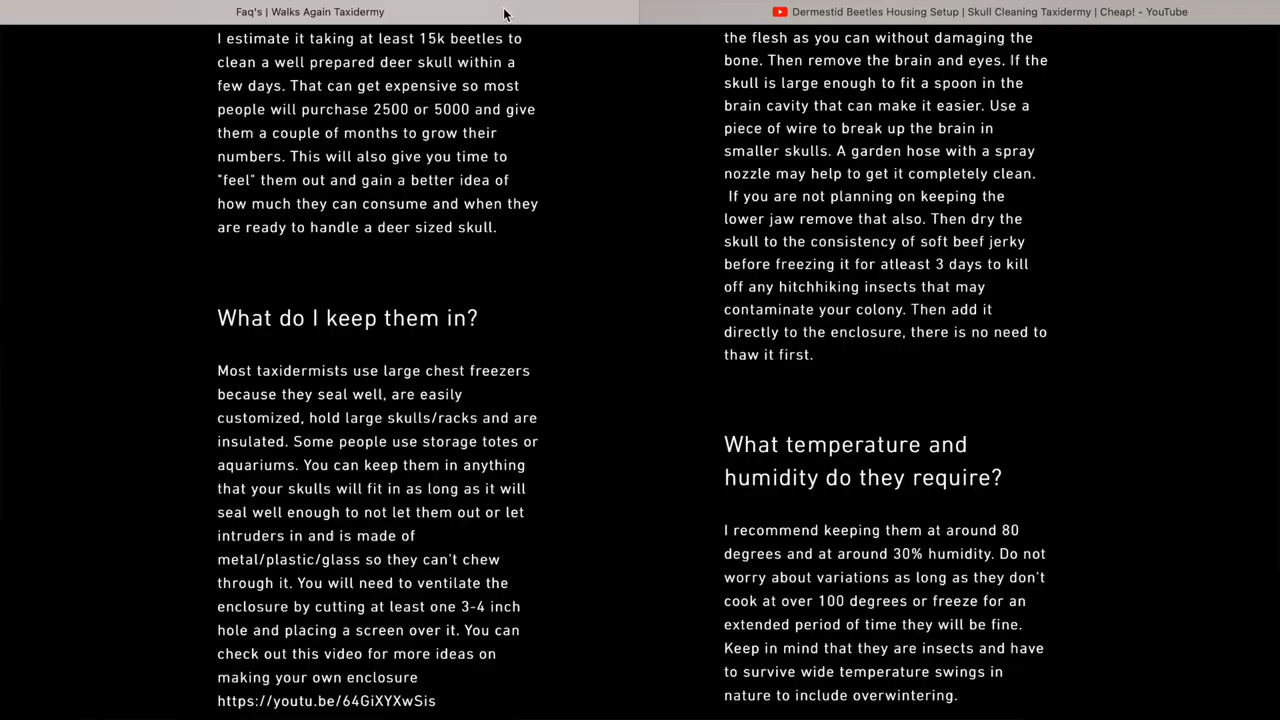 Faq's | Walks Again Taxidermy
Dermestid Beetles Housing Setup | Skull Cleaning Taxidermy | Cheap! - YouTube
I estimate it taking at least 15k beetles to
clean a well prepared deer skull within a
few days. That can get expensive so most
people will purchase 2500 or 5000 and give
them a couple of months to grow their
numbers. This will also give you time to
"feel" them out and gain a better idea of
how much they can consume and when they
are ready to handle a deer sized skull.
What do I keep them in?
Most taxidermists use large chest freezers
because they seal well, are easily
customized, hold large skulls/racks and are
insulated. Some people use storage totes or
aquariums. You can keep them in anything
that your skulls will fit in as long as it will
seal well enough to not let them out or let
intruders in and is made of
metal/plastic/glass so they can't chew
through it. You will need to ventilate the
enclosure by cutting at least one 3-4 inch
hole and placing a screen over it. You can
check out this video for more ideas on
making your own enclosure
https://youtu.be/64GiXYXwSis
the flesh as you can without damaging the
bone. Then remove the brain and eyes. If the
skull is large enough to fit a spoon in the
brain cavity that can make it easier. Use a
piece of wire to break up the brain in
smaller skulls. A garden hose with a spray
nozzle may help to get it completely clean.
If you are not planning on keeping the
lower jaw remove that also. Then dry the
skull to the consistency of soft beef jerky
before freezing it for atleast 3 days to kill
off any hitchhiking insects that may
contaminate your colony. Then add it
directly to the enclosure, there is no need to
thaw it first.
What temperature and
humidity do they require?
I recommend keeping them at around 80
degrees and at around 30% humidity. Do not
worry about variations as long as they don't
cook at over 100 degrees or freeze for an
extended period of time they will be fine.
Keep in mind that they are insects and have
to survive wide temperature swings in
nature to include overwintering.